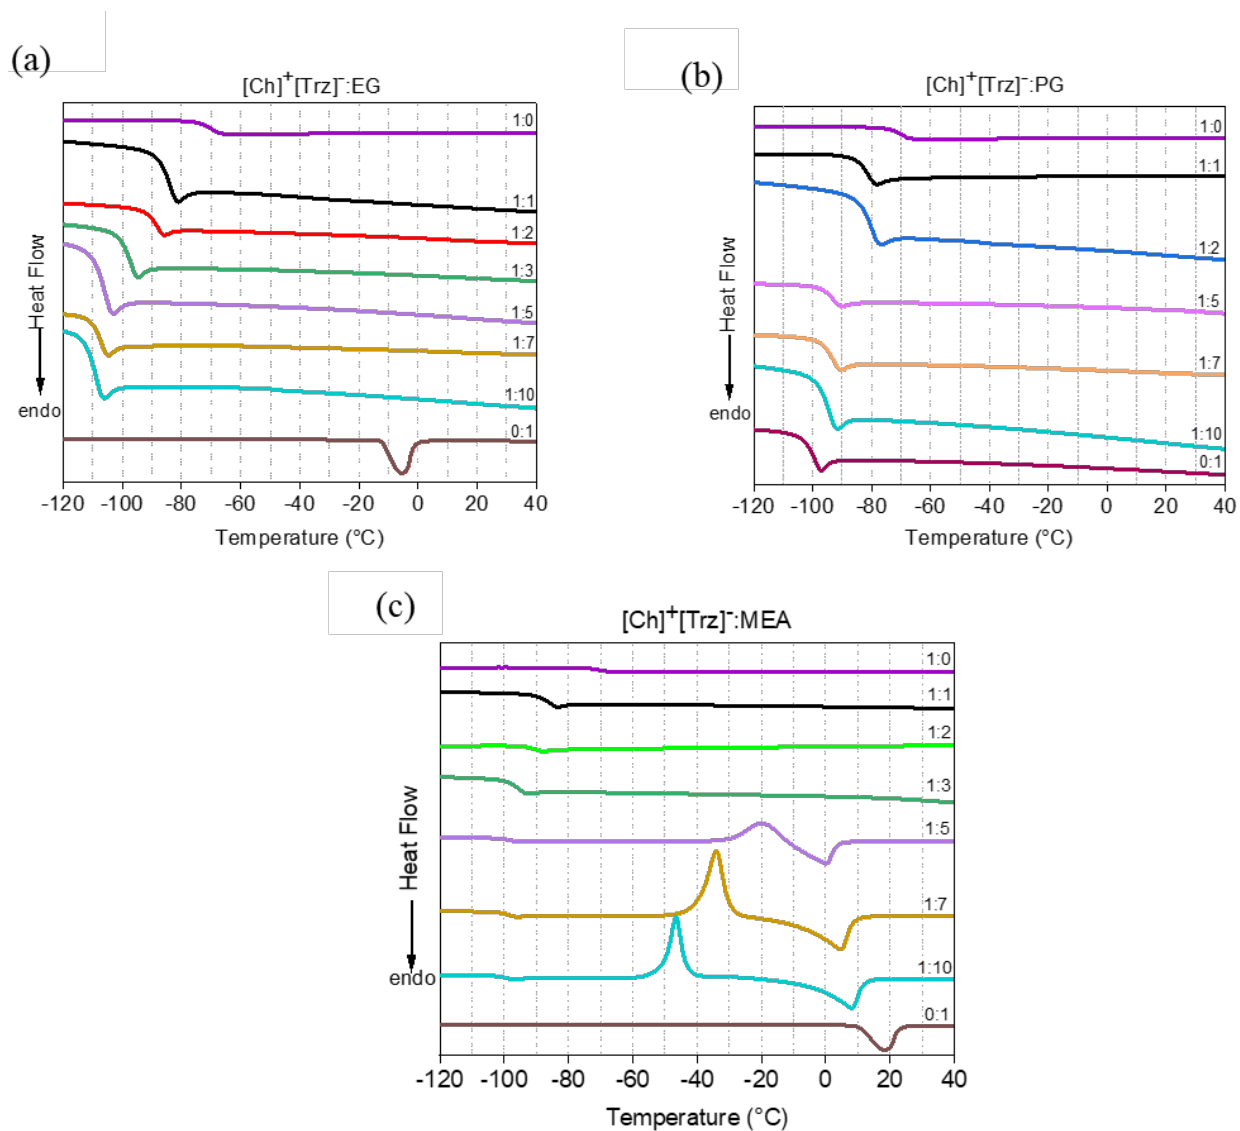 (a)
[Ch]⁺[Trz]⁻:EG
1:0
1:1
1:2
1:3
1:5
1:7
1:10
0:1
Heat Flow
endo
-120 -100 -80 -60 -40 -20 0 20 40
Temperature (°C)
(b)
[Ch]⁺[Trz]⁻:PG
1:0
1:1
1:2
1:5
1:7
1:10
0:1
Heat Flow
endo
-120 -100 -80 -60 -40 -20 0 20 40
Temperature (°C)
(c)
[Ch]⁺[Trz]⁻:MEA
1:0
1:1
1:2
1:3
1:5
1:7
1:10
0:1
Heat Flow
endo
-120 -100 -80 -60 -40 -20 0 20 40
Temperature (°C)